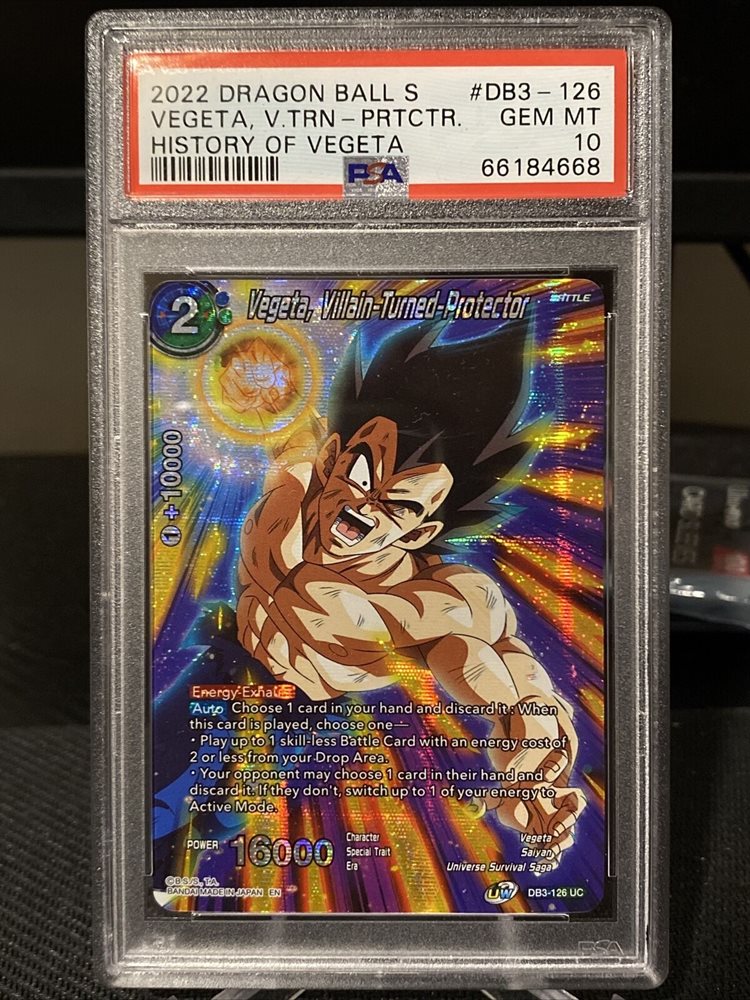 2022 DRAGON BALL S #DB3-126
VEGETA, V.TRN-PRTCTR. GEM MT
HISTORY OF VEGETA 10
PSA 66184668
2 Vegeta, Villain-Turned-Protector BATTLE
1 +10000
Energy-Exhaust
Auto Choose 1 card in your hand and discard it : When
this card is played, choose one—
• Play up to 1 skill-less Battle Card with an energy cost of
2 or less from your Drop Area.
• Your opponent may choose 1 card in their hand and
discard it. If they don't, switch up to 1 of your energy to
Active Mode.
POWER 16000
Character Vegeta
Special Trait Saiyan
Era Universe Survival Saga
©B S/S, T.A.
BANDAI MADE IN JAPAN EN
UW DB3-126 UC
PSA